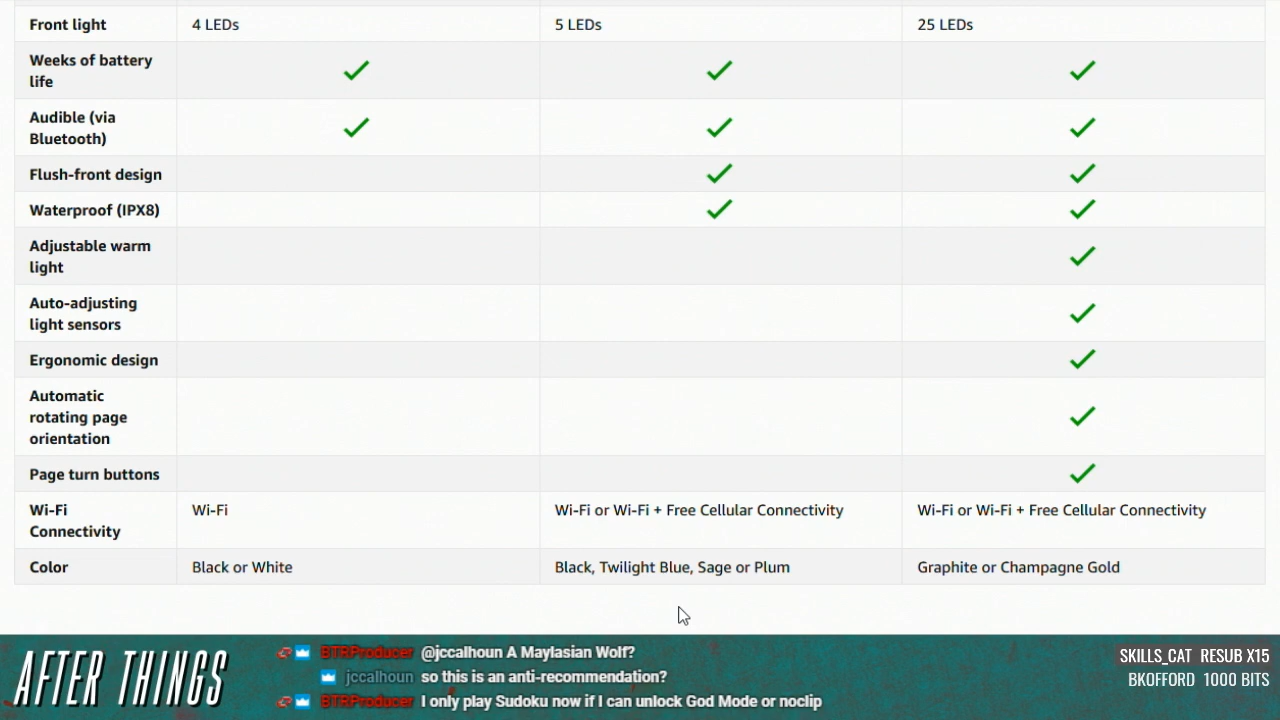 Front light 4 LEDs 5 LEDs 25 LEDs
Weeks of battery
life
Audible (via
Bluetooth)
Flush-front design
Waterproof (IPX8)
Adjustable warm
light
Auto-adjusting
light sensors
Ergonomic design
Automatic
rotating page
orientation
Page turn buttons
Wi-Fi Wi-Fi Wi-Fi or Wi-Fi + Free Cellular Connectivity Wi-Fi or Wi-Fi + Free Cellular Connectivity
Connectivity
Color Black or White Black, Twilight Blue, Sage or Plum Graphite or Champagne Gold
AFTER THINGS
BTRProducer @jccalhoun A Maylasian Wolf?
jccalhoun so this is an anti-recommendation?
BTRProducer I only play Sudoku now if I can unlock God Mode or noclip
SKILLS_CAT RESUB X15
BKOFFORD 1000 BITS